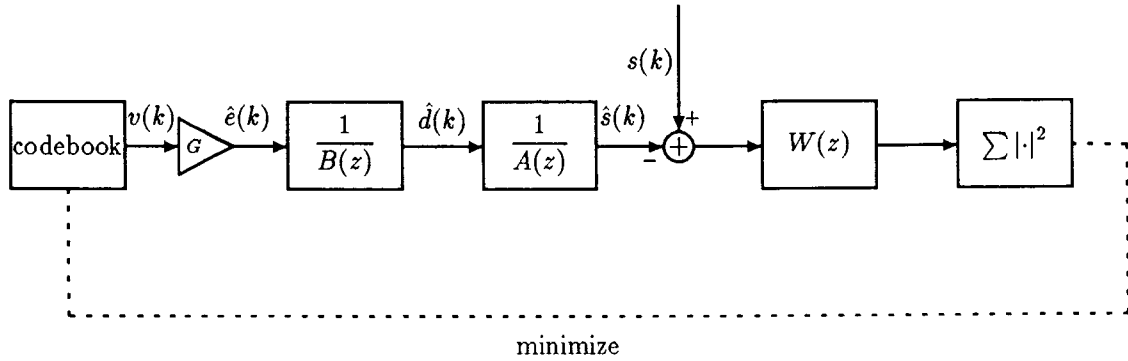 s(k)
codebook v(k) G ê(k) 1/B(z) d̂(k) 1/A(z) ŝ(k) − + + W(z) ∑|·|²
minimize